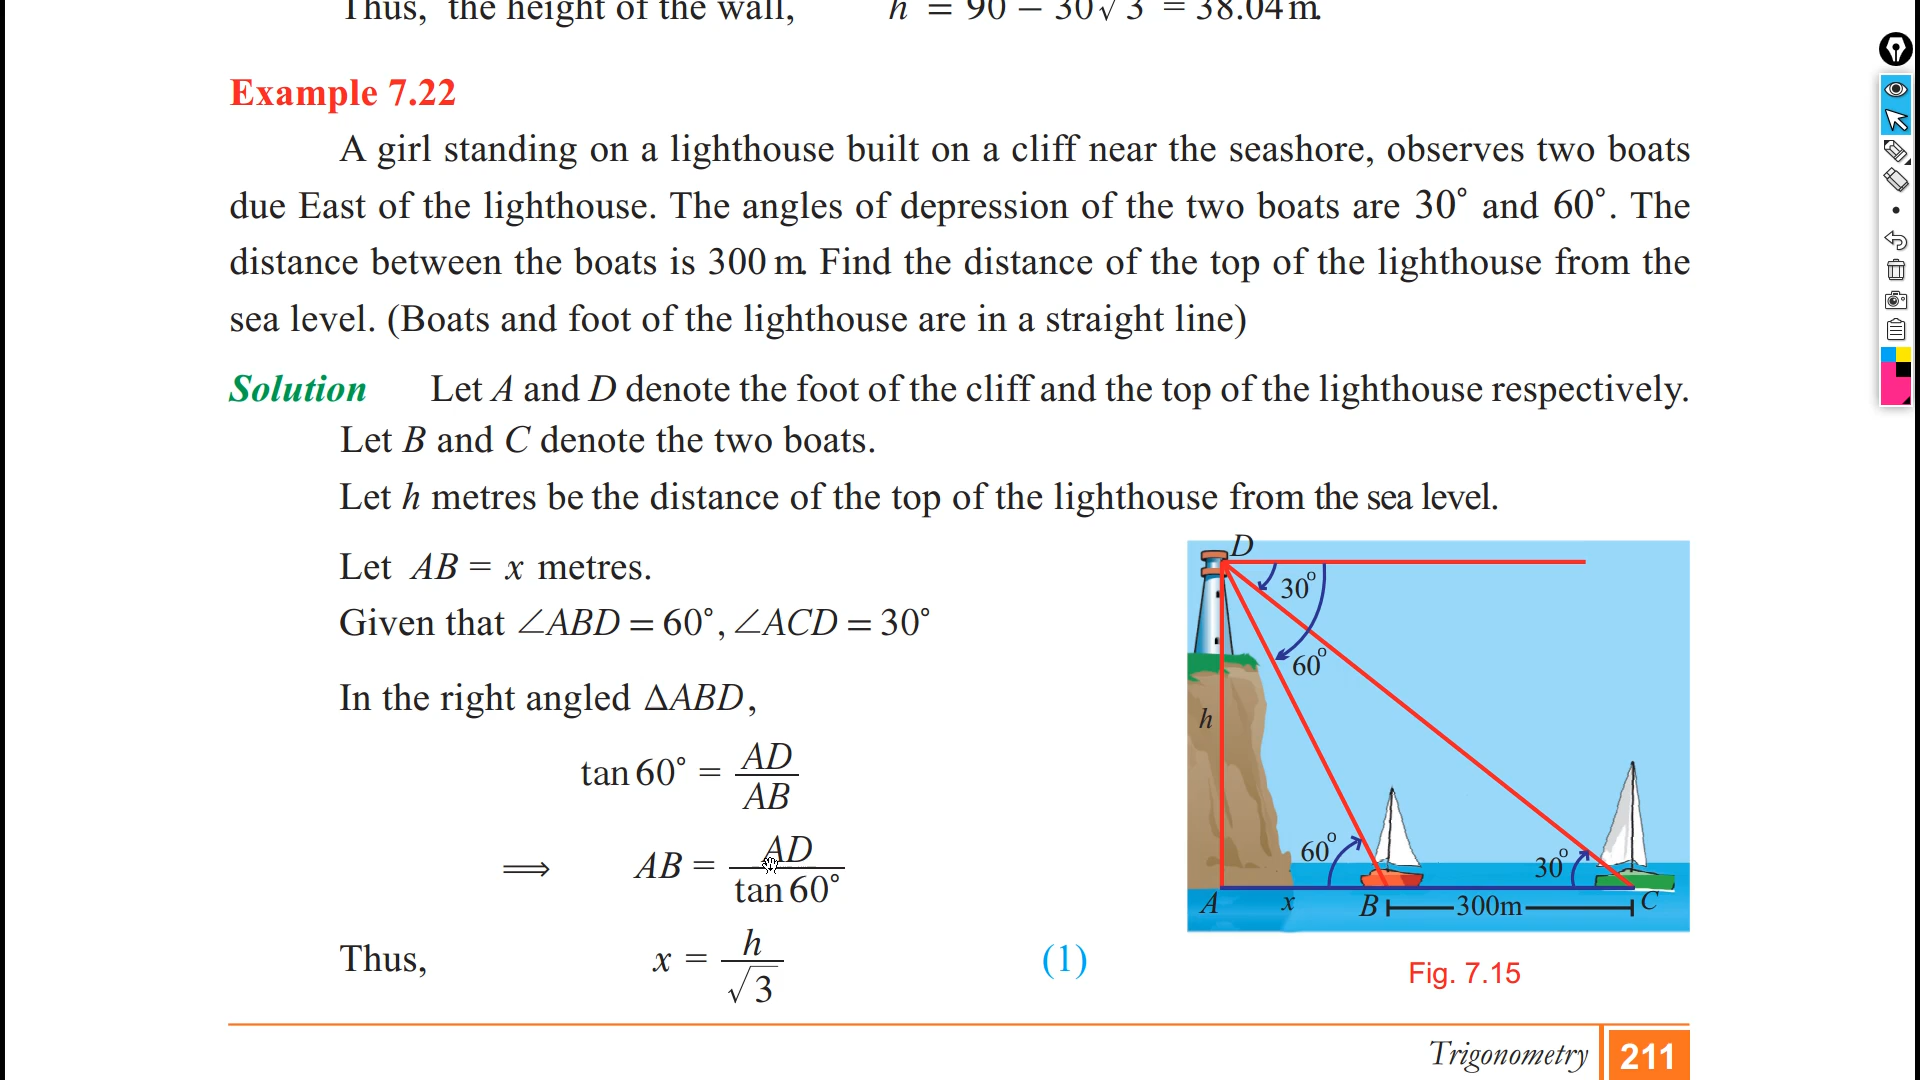 Thus, the height of the wall, h = 90 − 30√3 = 38.04 m.
Example 7.22
A girl standing on a lighthouse built on a cliff near the seashore, observes two boats
due East of the lighthouse. The angles of depression of the two boats are 30° and 60°. The
distance between the boats is 300 m. Find the distance of the top of the lighthouse from the
sea level. (Boats and foot of the lighthouse are in a straight line)
Solution Let A and D denote the foot of the cliff and the top of the lighthouse respectively.
Let B and C denote the two boats.
Let h metres be the distance of the top of the lighthouse from the sea level.
Let AB = x metres.
Given that ∠ABD = 60°, ∠ACD = 30°
In the right angled ΔABD,
tan 60° = AD/AB
⟹ AB = AD/tan 60°
Thus, x = h/√3 (1)
D
30°
60°
h
60°
30°
A x B 300m C
Fig. 7.15
Trigonometry 211